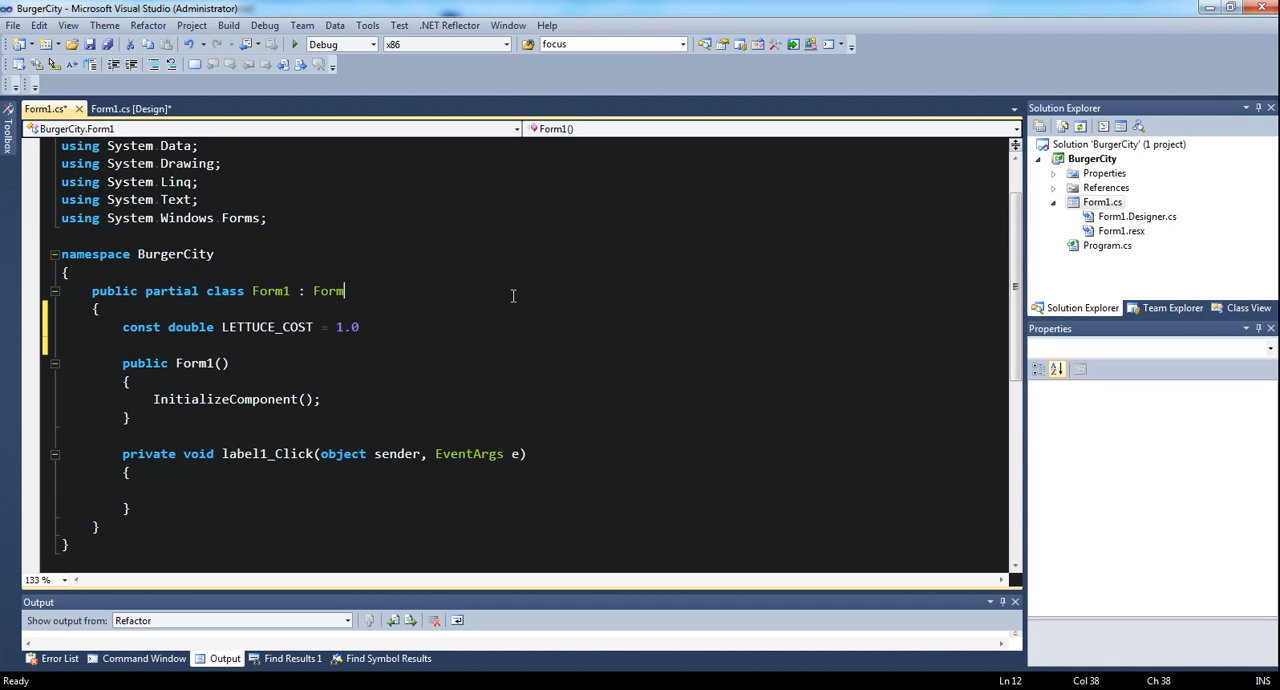 BurgerCity - Microsoft Visual Studio (Administrator)
File Edit View Theme Refactor Project Build Debug Team Data Tools Test .NET Reflector Window Help
Debug x86 focus
Form1.cs* Form1.cs [Design]*
BurgerCity.Form1 Form1()
Toolbox
using System.Data;
using System.Drawing;
using System.Linq;
using System.Text;
using System.Windows.Forms;
namespace BurgerCity
{
public partial class Form1 : Form
{
const double LETTUCE_COST = 1.0
public Form1()
{
InitializeComponent();
}
private void label1_Click(object sender, EventArgs e)
{
}
}
}
133 %
Output
Show output from: Refactor
Error List Command Window Output Find Results 1 Find Symbol Results
Solution Explorer
Solution 'BurgerCity' (1 project)
BurgerCity
Properties
References
Form1.cs
Form1.Designer.cs
Form1.resx
Program.cs
Solution Explorer Team Explorer Class View
Properties
Ready Ln 12 Col 38 Ch 38 INS